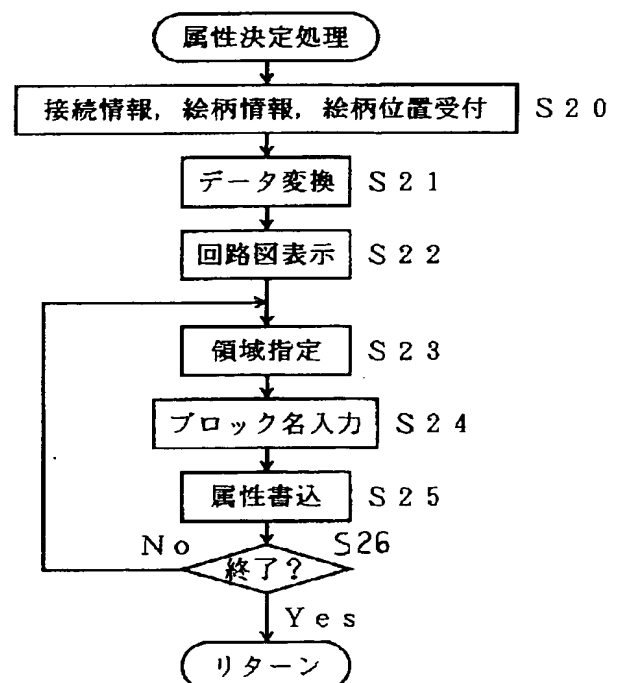 属性決定処理
接続情報, 絵柄情報, 絵柄位置受付 S20
データ変換 S21
回路図表示 S22
領域指定 S23
ブロック名入力 S24
属性書込 S25
No S26
終了?
Yes
リターン